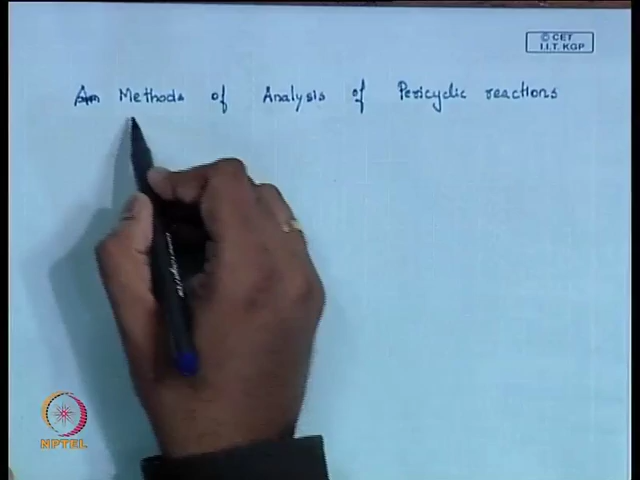 © CET
I.I.T. KGP
Methods of Analysis of Pericyclic reactions
NPTEL